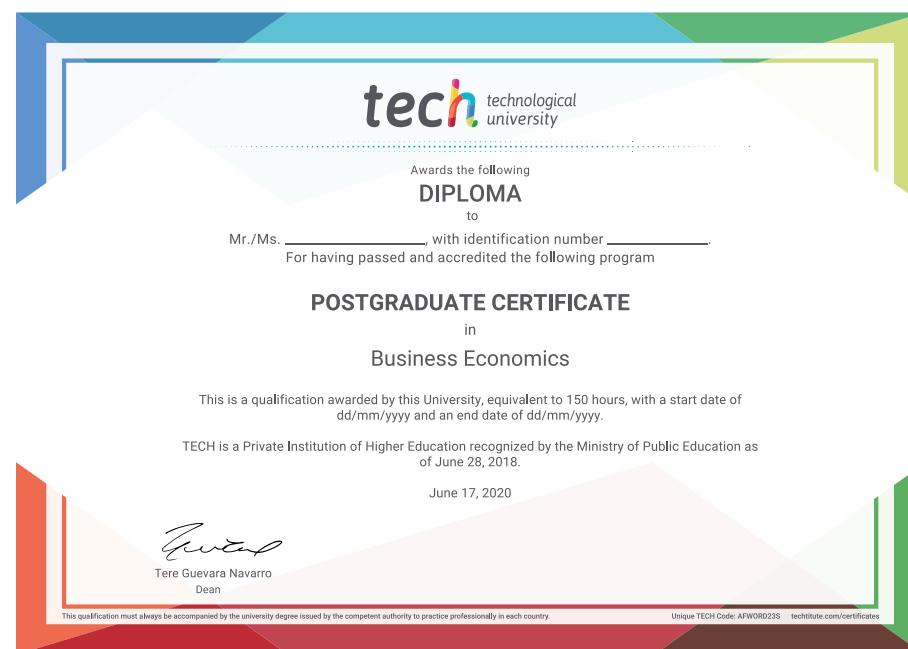 tech technological
university
Awards the following
DIPLOMA
to
Mr./Ms. ____________, with identification number ____________.
For having passed and accredited the following program
POSTGRADUATE CERTIFICATE
in
Business Economics
This is a qualification awarded by this University, equivalent to 150 hours, with a start date of
dd/mm/yyyy and an end date of dd/mm/yyyy.
TECH is a Private Institution of Higher Education recognized by the Ministry of Public Education as
of June 28, 2018.
June 17, 2020
Tere Guevara Navarro
Dean
This qualification must always be accompanied by the university degree issued by the competent authority to practice professionally in each country.
Unique TECH Code: AFWORD23S techtitute.com/certificates